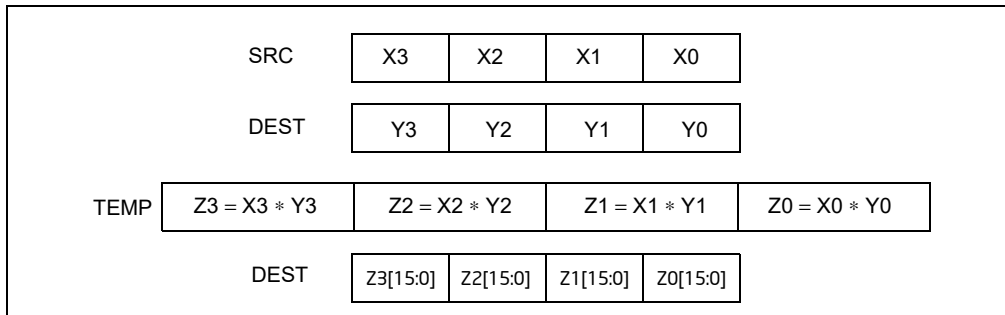 SRC X3 X2 X1 X0
DEST Y3 Y2 Y1 Y0
TEMP Z3 = X3 ∗ Y3 Z2 = X2 ∗ Y2 Z1 = X1 ∗ Y1 Z0 = X0 ∗ Y0
DEST Z3[15:0] Z2[15:0] Z1[15:0] Z0[15:0]